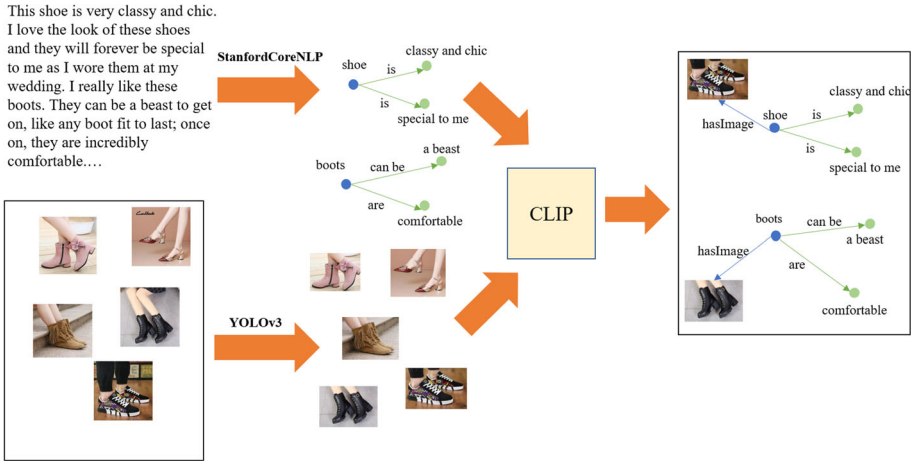 This shoe is very classy and chic.
I love the look of these shoes
and they will forever be special
to me as I wore them at my
wedding. I really like these
boots. They can be a beast to get
on, like any boot fit to last; once
on, they are incredibly
comfortable.…
StanfordCoreNLP
shoe
is
classy and chic
is
special to me
boots
can be
a beast
are
comfortable
YOLOv3
CLIP
hasImage
shoe
is
classy and chic
is
special to me
hasImage
boots
can be
a beast
are
comfortable